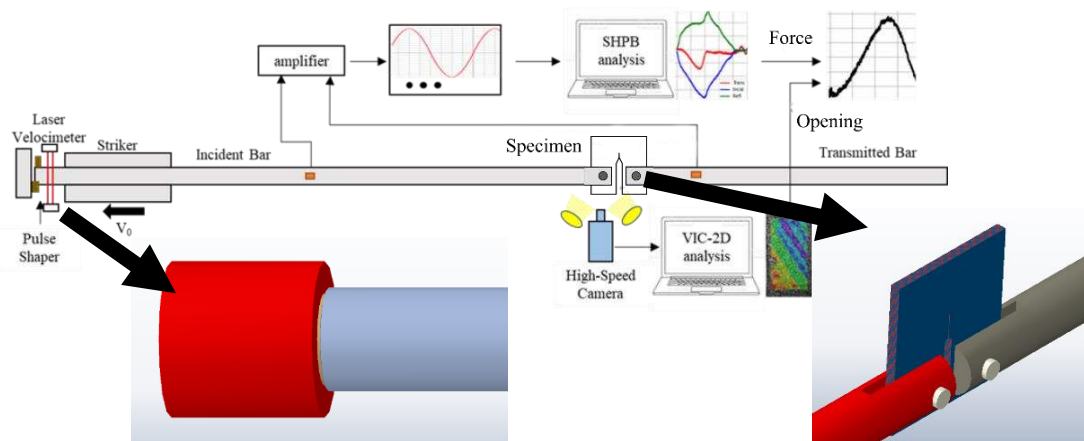 amplifier
SHPB
analysis
Force
Opening
Laser
Velocimeter
Striker
Incident Bar
Specimen
Transmitted Bar
V0
Pulse
Shaper
High-Speed
Camera
VIC-2D
analysis